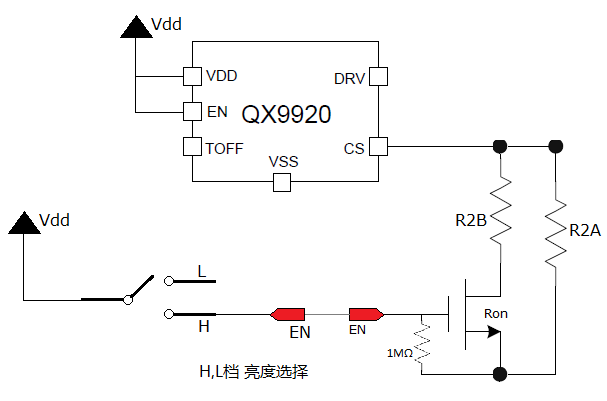 Vdd
VDD
DRV
EN
QX9920
TOFF
CS
VSS
R2B
R2A
Vdd
L
H
EN
EN
Ron
1MΩ
H,L档 亮度选择